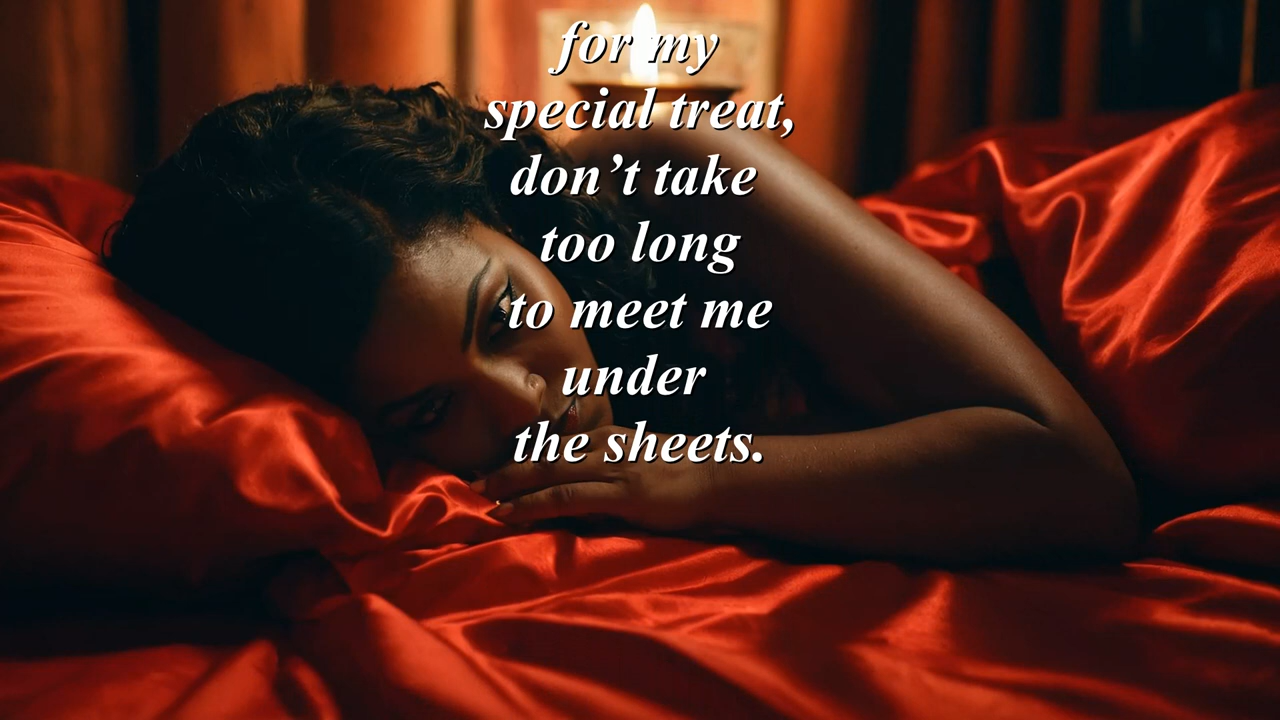 for my
special treat,
don’t take
too long
to meet me
under
the sheets.